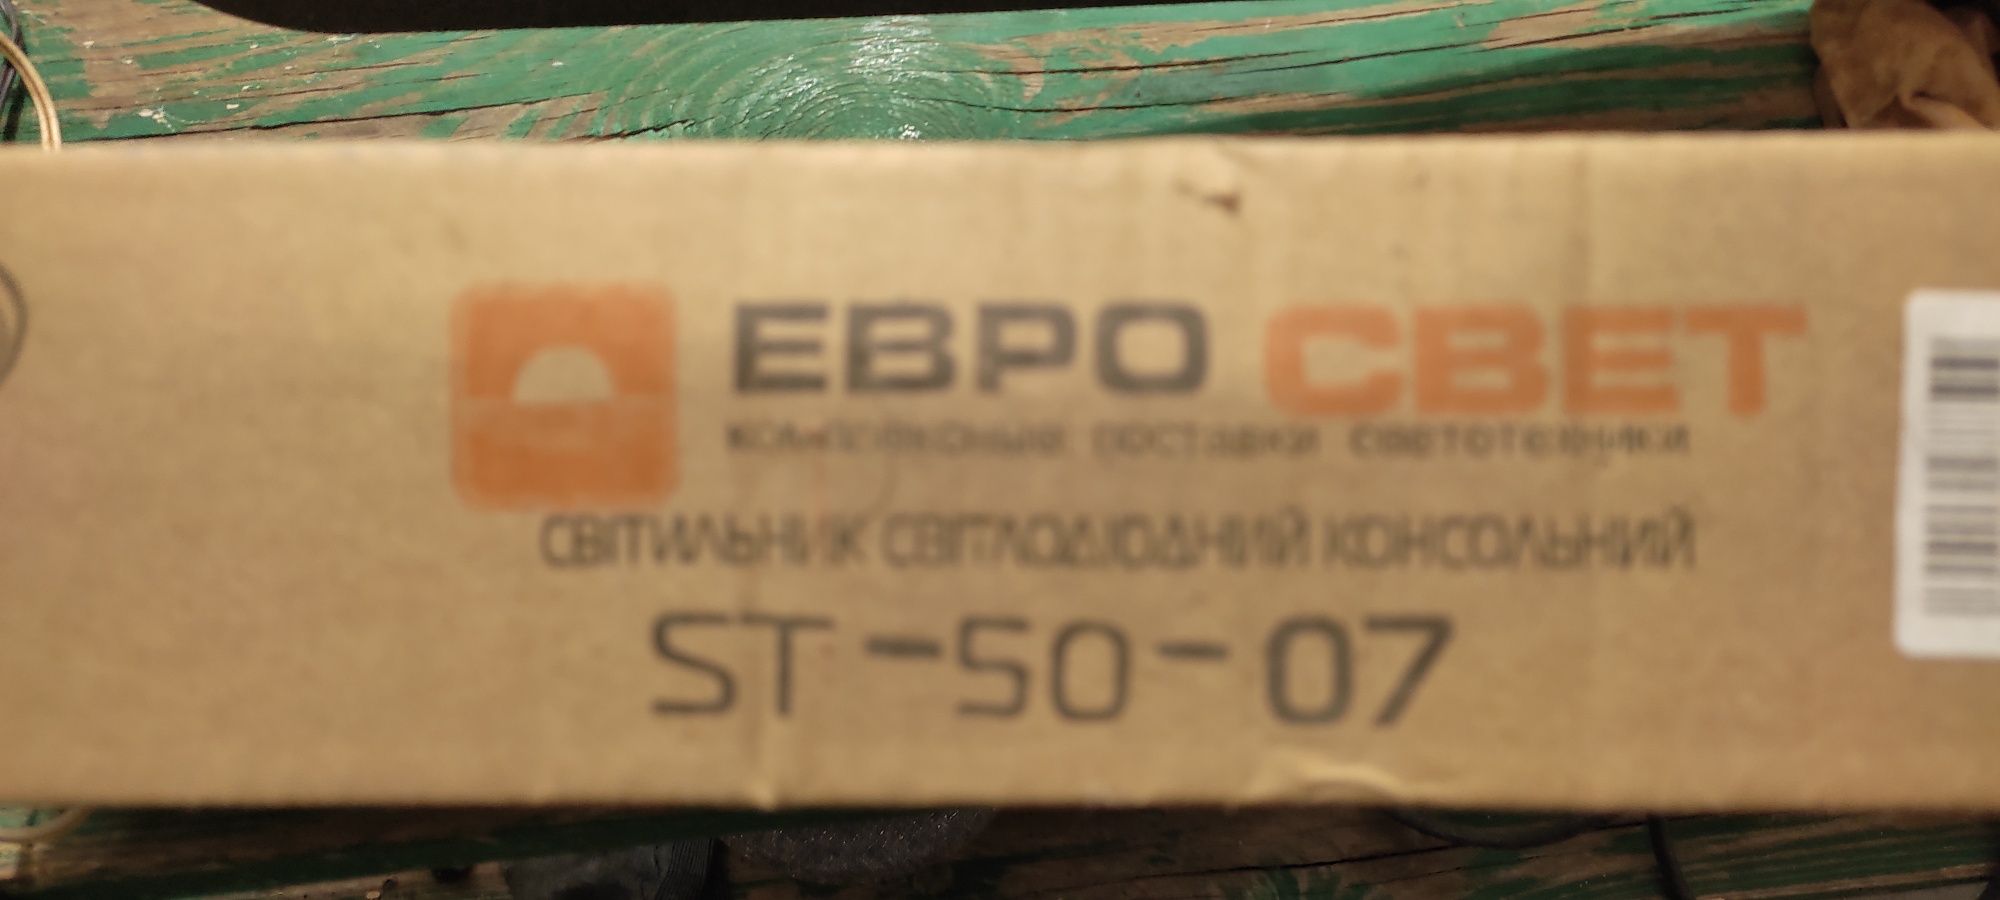 ЕВРО СВЕТ
КОМПЛЕКСНЫЕ ПОСТАВКИ СВЕТОТЕХНИКИ
СВІТИЛЬНИК СВІТЛОДІОДНИЙ КОНСОЛЬНИЙ
ST-50-07